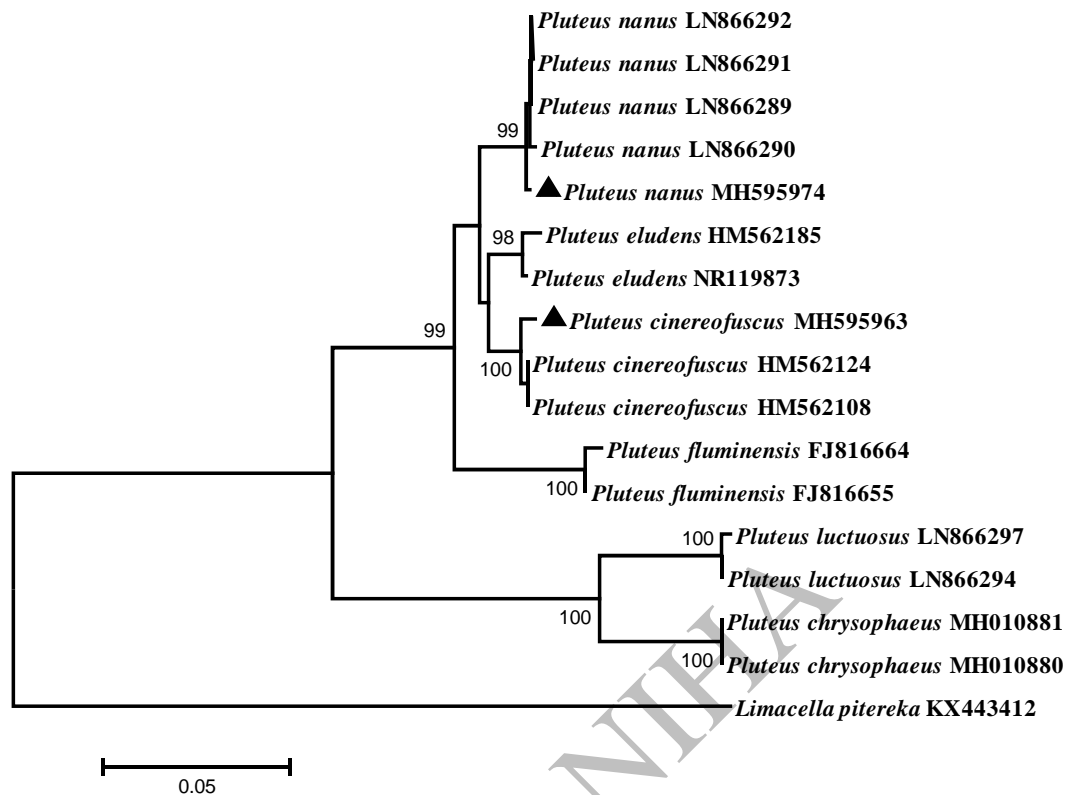 Pluteus nanus LN866292
Pluteus nanus LN866291
Pluteus nanus LN866289
99
Pluteus nanus LN866290
Pluteus nanus MH595974
98
Pluteus eludens HM562185
Pluteus eludens NR119873
Pluteus cinereofuscus MH595963
99
100
Pluteus cinereofuscus HM562124
Pluteus cinereofuscus HM562108
Pluteus fluminensis FJ816664
100
Pluteus fluminensis FJ816655
100
Pluteus luctuosus LN866297
Pluteus luctuosus LN866294
100
Pluteus chrysophaeus MH010881
100
Pluteus chrysophaeus MH010880
Limacella pitereka KX443412
0.05
NIHA